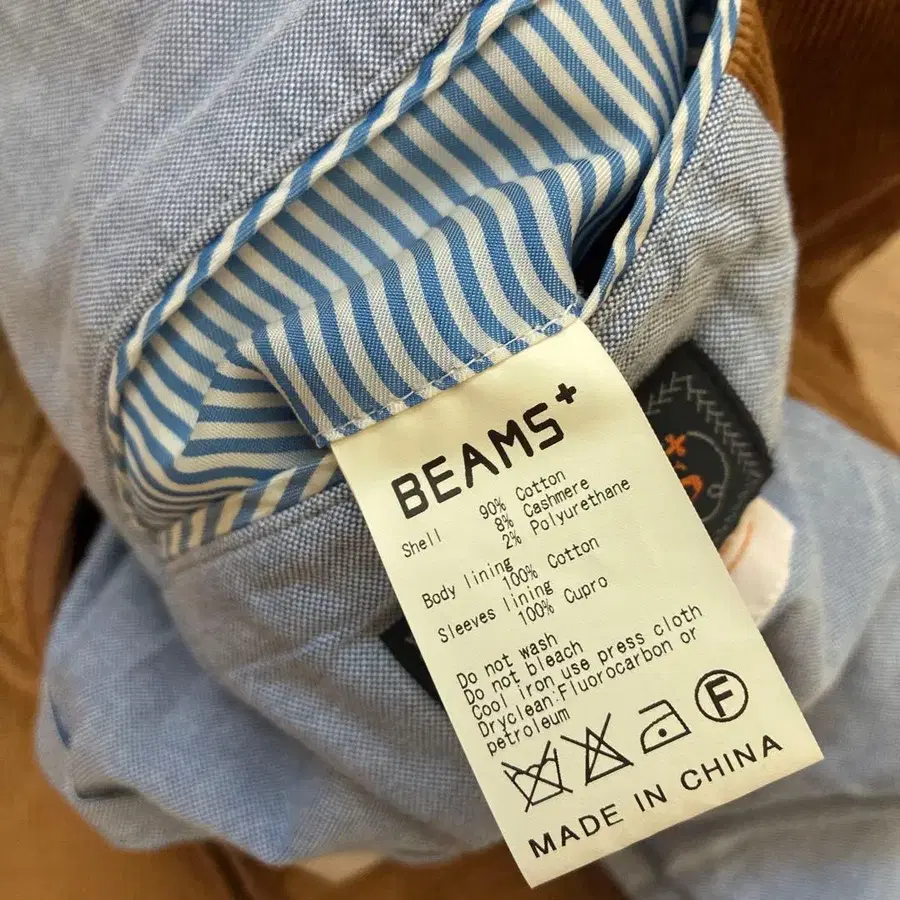 BEAMS+
Shell 90% Cotton
8% Cashmere
2% Polyurethane
Body lining
100% Cotton
Sleeves lining
100% Cupro
Do not wash
Do not bleach
Cool iron use press cloth
Dryclean:Fluorocarbon or
petroleum
F
MADE IN CHINA